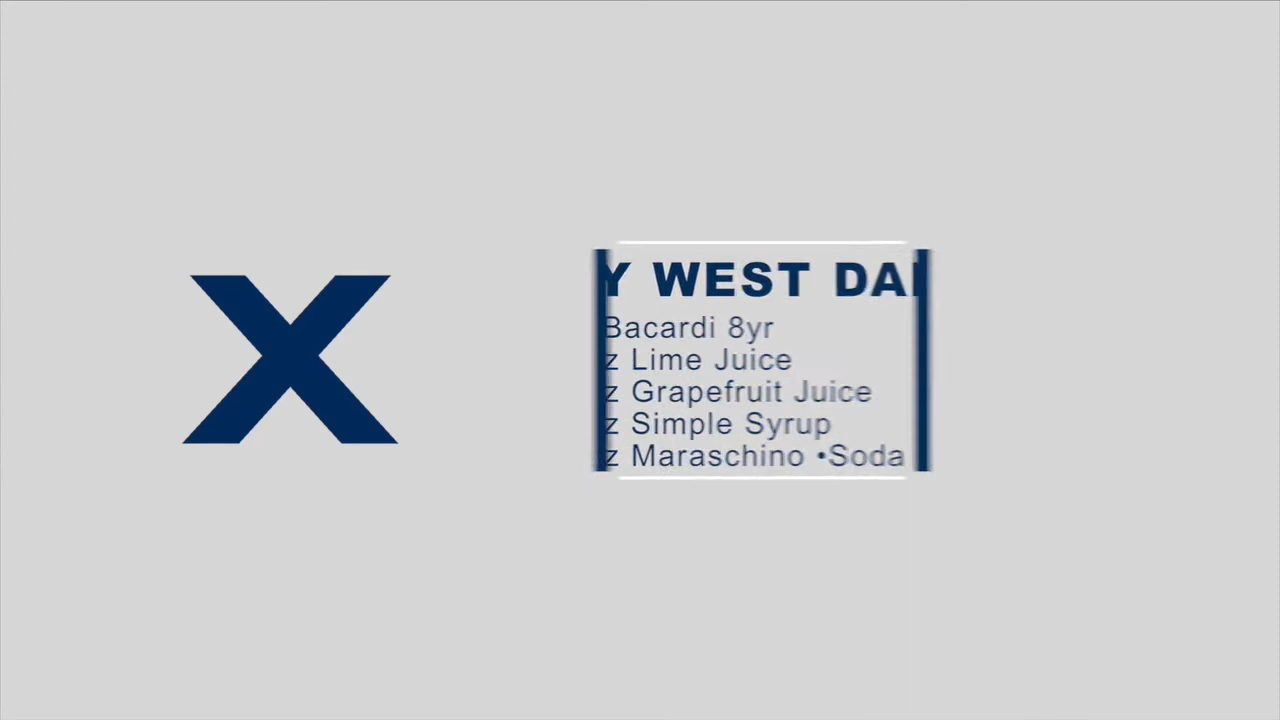 X
Y WEST DA
Bacardi 8yr
z Lime Juice
z Grapefruit Juice
z Simple Syrup
z Maraschino •Soda